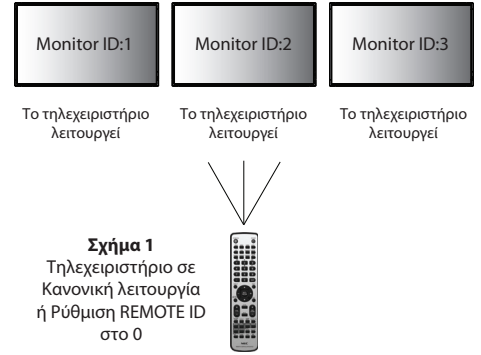 Monitor ID:1
Monitor ID:2
Monitor ID:3
Το τηλεχειριστήριο
λειτουργεί
Το τηλεχειριστήριο
λειτουργεί
Το τηλεχειριστήριο
λειτουργεί
Σχήμα 1
Τηλεχειριστήριο σε
Κανονική λειτουργία
ή Ρύθμιση REMOTE ID
στο 0